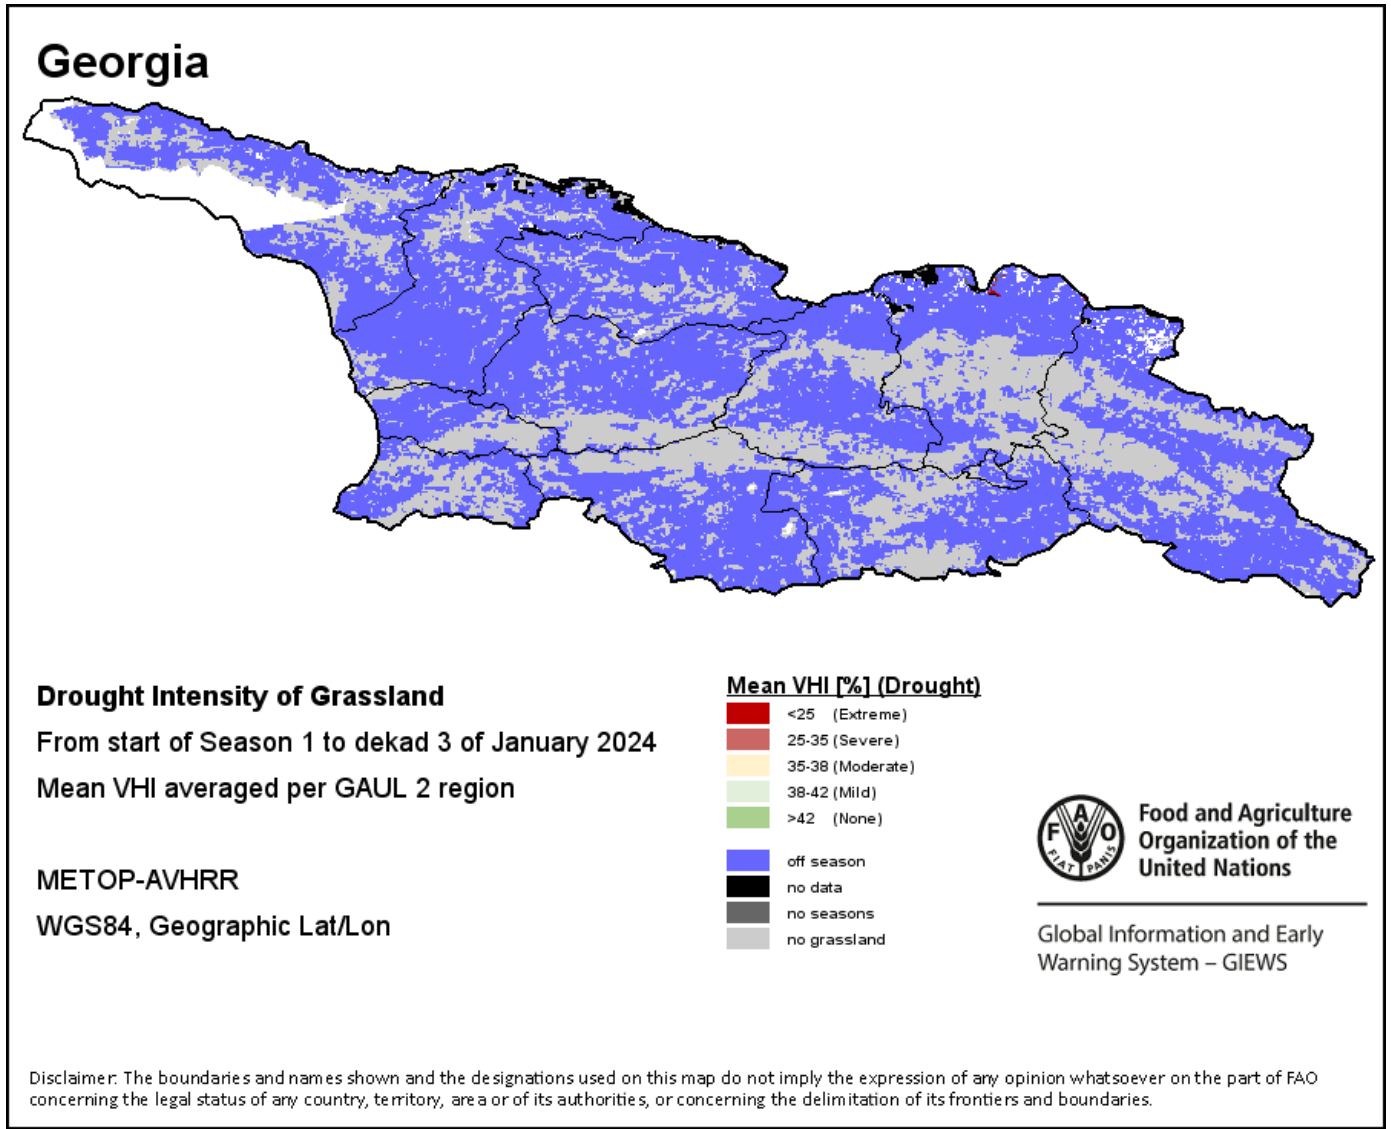 Georgia
Drought Intensity of Grassland
From start of Season 1 to dekad 3 of January 2024
Mean VHI averaged per GAUL 2 region
METOP-AVHRR
WGS84, Geographic Lat/Lon
Mean VHI [%] (Drought)
<25 (Extreme)
25-35 (Severe)
35-38 (Moderate)
38-42 (Mild)
>42 (None)
off season
no data
no seasons
no grassland
F A O
FIAT PANIS
Food and Agriculture
Organization of the
United Nations
Global Information and Early
Warning System – GIEWS
Disclaimer: The boundaries and names shown and the designations used on this map do not imply the expression of any opinion whatsoever on the part of FAO
concerning the legal status of any country, territory, area or of its authorities, or concerning the delimitation of its frontiers and boundaries.